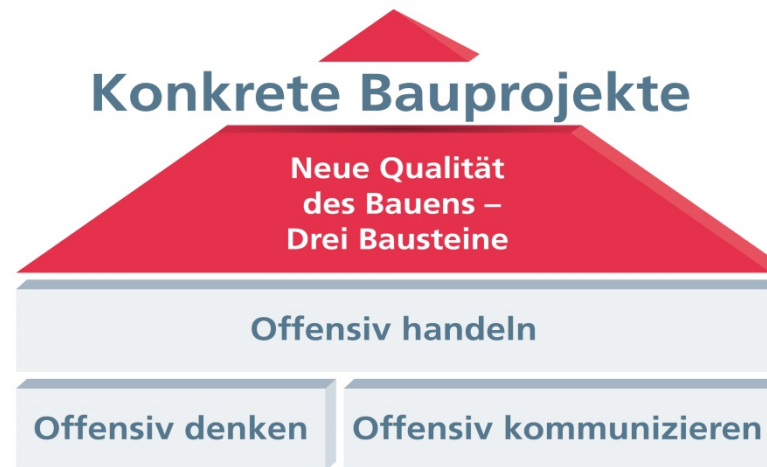 Konkrete Bauprojekte
Neue Qualität
des Bauens –
Drei Bausteine
Offensiv handeln
Offensiv denken
Offensiv kommunizieren